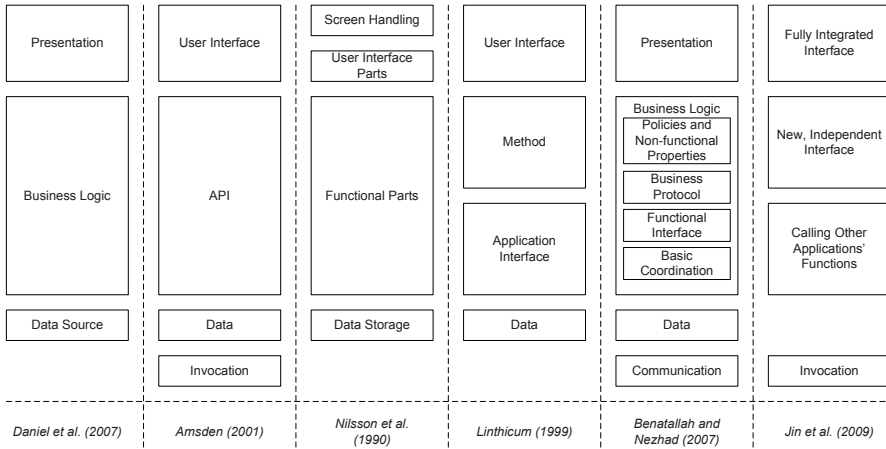 Presentation
Business Logic
Data Source
Daniel et al. (2007)
User Interface
API
Data
Invocation
Amsden (2001)
Screen Handling
User Interface
Parts
Functional Parts
Data Storage
Nilsson et al.
(1990)
User Interface
Method
Application
Interface
Data
Linthicum (1999)
Presentation
Business Logic
Policies and
Non-functional
Properties
Business
Protocol
Functional
Interface
Basic
Coordination
Data
Communication
Benatallah and
Nezhad (2007)
Fully Integrated
Interface
New, Independent
Interface
Calling Other
Applications'
Functions
Invocation
Jin et al. (2009)